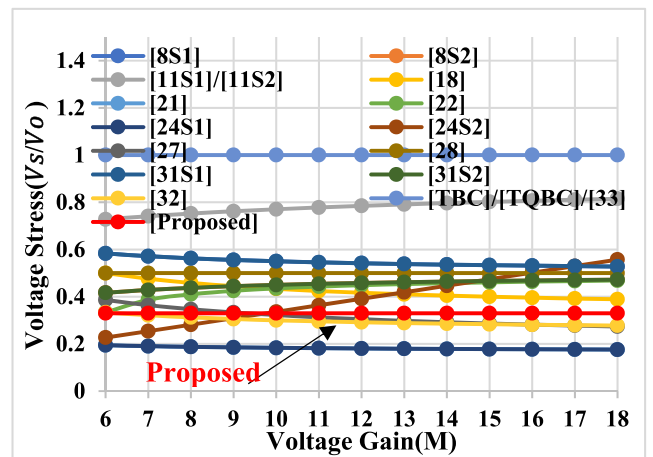 1.4
1.2
1
0.8
0.6
0.4
0.2
0
Voltage Stress(Vs/Vo)
[8S1] [8S2]
[11S1]/[11S2] [18]
[21] [22]
[24S1] [24S2]
[27] [28]
[31S1] [31S2]
[32] [TBC]/[TQBC]/[33]
[Proposed]
Proposed
6 7 8 9 10 11 12 13 14 15 16 17 18
Voltage Gain(M)